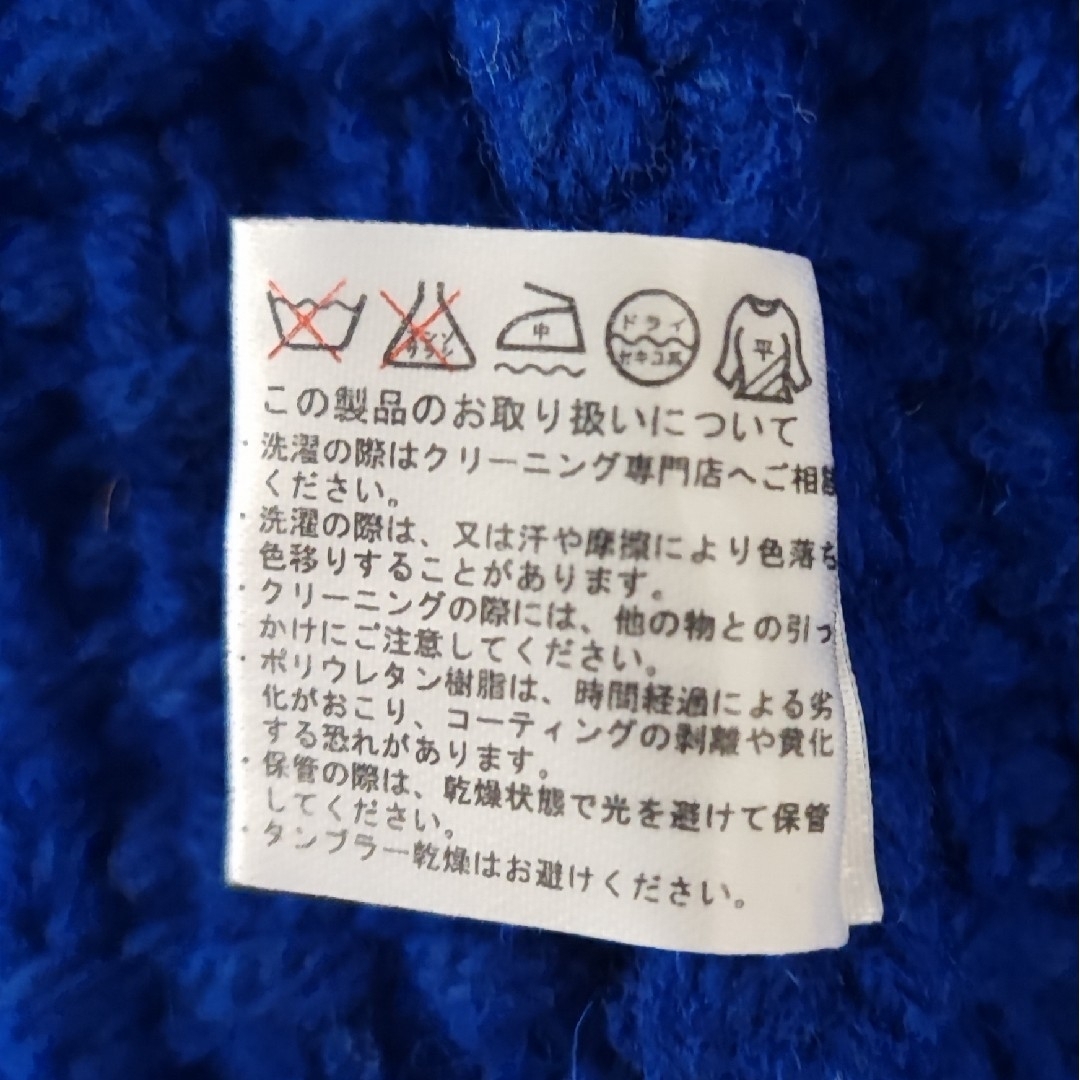 中 ドライ 平
セキユ系
この製品のお取り扱いについて
・洗濯の際はクリーニング専門店へご相談
ください。
・洗濯の際は、又は汗や摩擦により色落ち
色移りすることがあります。
・クリーニングの際には、他の物との引っ
かけにご注意してください。
・ポリウレタン樹脂は、時間経過による劣
化がおこり、コーティングの剥離や黄化
する恐れがあります。
・保管の際は、乾燥状態で光を避けて保管
してください。
・タンブラー乾燥はお避けください。